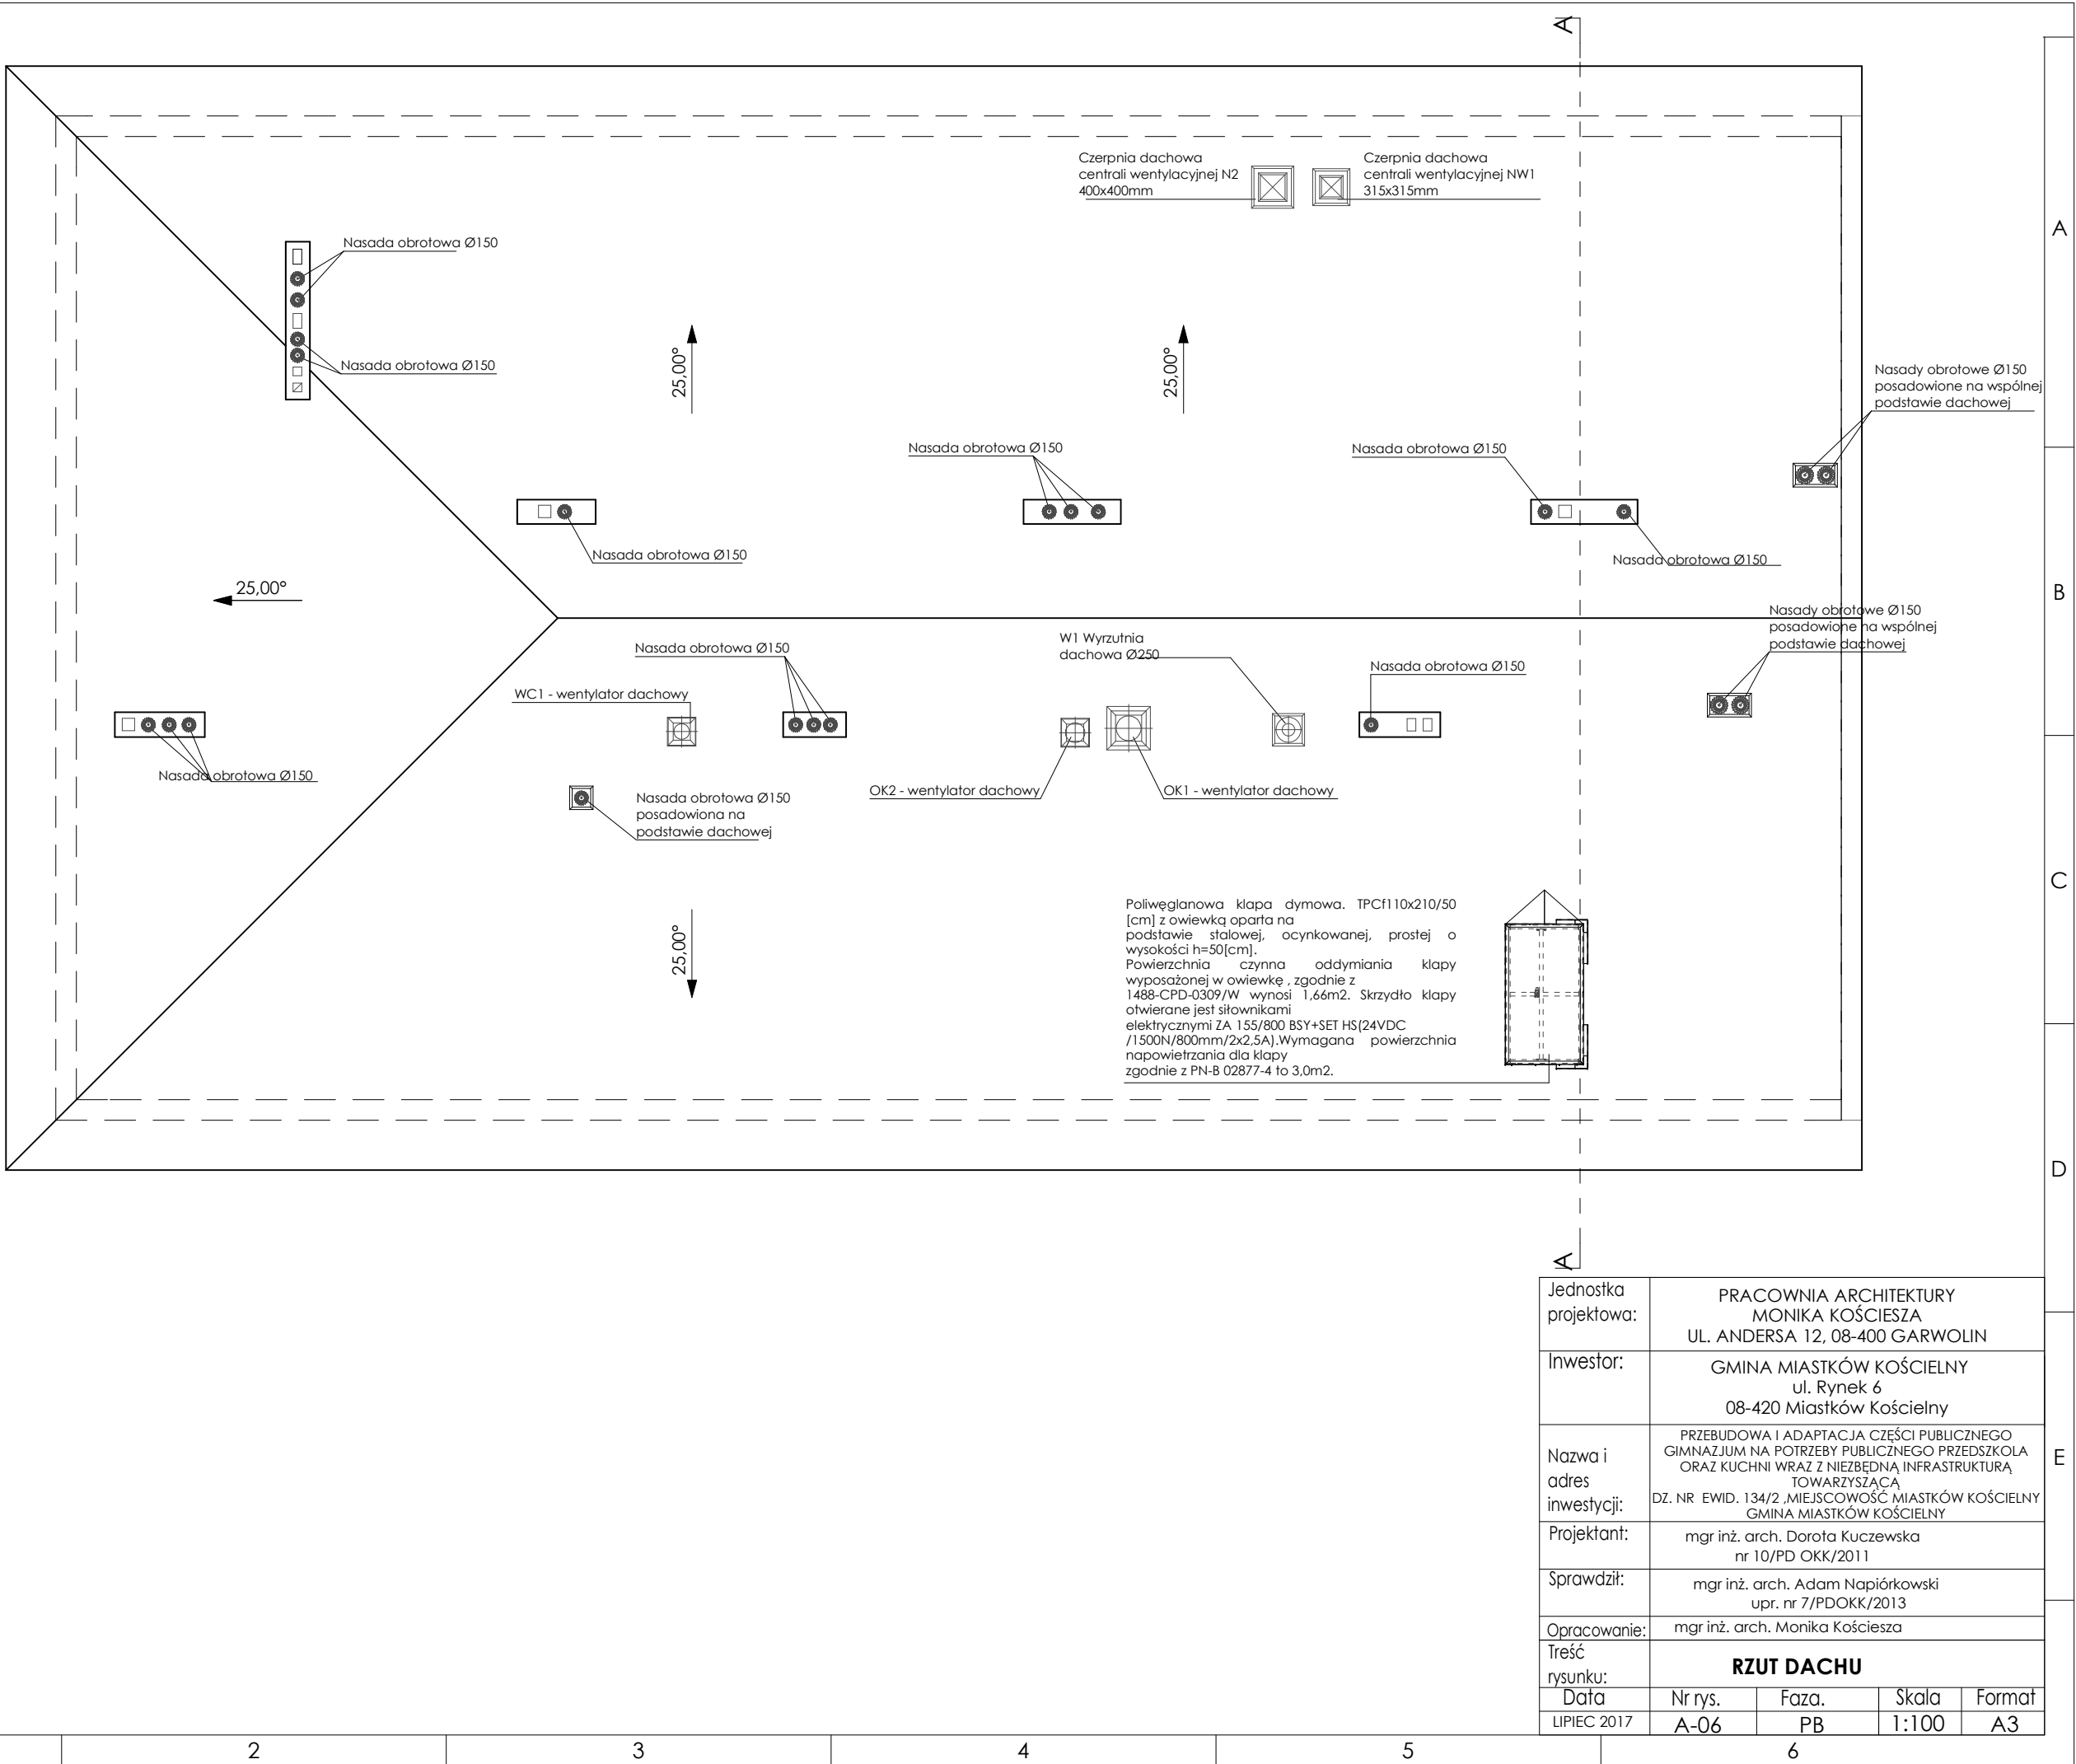 A
Czerpnia dachowa
centrali wentylacyjnej N2
400x400mm
Czerpnia dachowa
centrali wentylacyjnej NW1
315x315mm
A
Nasada obrotowa Ø150
Nasada obrotowa Ø150
25,00°
25,00°
Nasady obrotowe Ø150
posadowione na wspólnej
podstawie dachowej
Nasada obrotowa Ø150
Nasada obrotowa Ø150
Nasada obrotowa Ø150
Nasada obrotowa Ø150
25,00°
B
Nasady obrotowe Ø150
posadowione na wspólnej
podstawie dachowej
Nasada obrotowa Ø150
W1 Wyrzutnia
dachowa Ø250
Nasada obrotowa Ø150
WC1 - wentylator dachowy
Nasada obrotowa Ø150
OK2 - wentylator dachowy
OK1 - wentylator dachowy
Nasada obrotowa Ø150
posadowiona na
podstawie dachowej
C
25,00°
Poliwęglanowa klapa dymowa. TPCf110x210/50
[cm] z owiewką oparta na
podstawie stalowej, ocynkowanej, prostej o
wysokości h=50[cm].
Powierzchnia czynna oddymiania klapy
wyposażonej w owiewkę , zgodnie z
1488-CPD-0309/W wynosi 1,66m2. Skrzydło klapy
otwierane jest siłownikami
elektrycznymi ZA 155/800 BSY+SET HS(24VDC
/1500N/800mm/2x2,5A).Wymagana powierzchnia
napowietrzania dla klapy
zgodnie z PN-B 02877-4 to 3,0m2.
D
A
Jednostka
projektowa:
PRACOWNIA ARCHITEKTURY
MONIKA KOŚCIESZA
UL. ANDERSA 12, 08-400 GARWOLIN
Inwestor:
GMINA MIASTKÓW KOŚCIELNY
ul. Rynek 6
08-420 Miastków Kościelny
Nazwa i
adres
inwestycji:
PRZEBUDOWA I ADAPTACJA CZĘŚCI PUBLICZNEGO
GIMNAZJUM NA POTRZEBY PUBLICZNEGO PRZEDSZKOLA
ORAZ KUCHNI WRAZ Z NIEZBĘDNĄ INFRASTRUKTURĄ
TOWARZYSZĄCĄ
DZ. NR EWID. 134/2 ,MIEJSCOWOŚĆ MIASTKÓW KOŚCIELNY
GMINA MIASTKÓW KOŚCIELNY
E
Projektant:
mgr inż. arch. Dorota Kuczewska
nr 10/PD OKK/2011
Sprawdził:
mgr inż. arch. Adam Napiórkowski
upr. nr 7/PDOKK/2013
Opracowanie:
mgr inż. arch. Monika Kościesza
Treść
rysunku:
RZUT DACHU
Data Nr rys. Faza. Skala Format
LIPIEC 2017 A-06 PB 1:100 A3
2 3 4 5 6